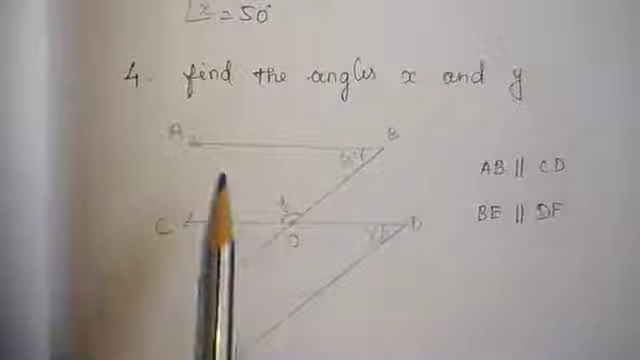 ∠x = 50°
4. find the angles x and y
A B
AB || CD
BE || DF
C O D